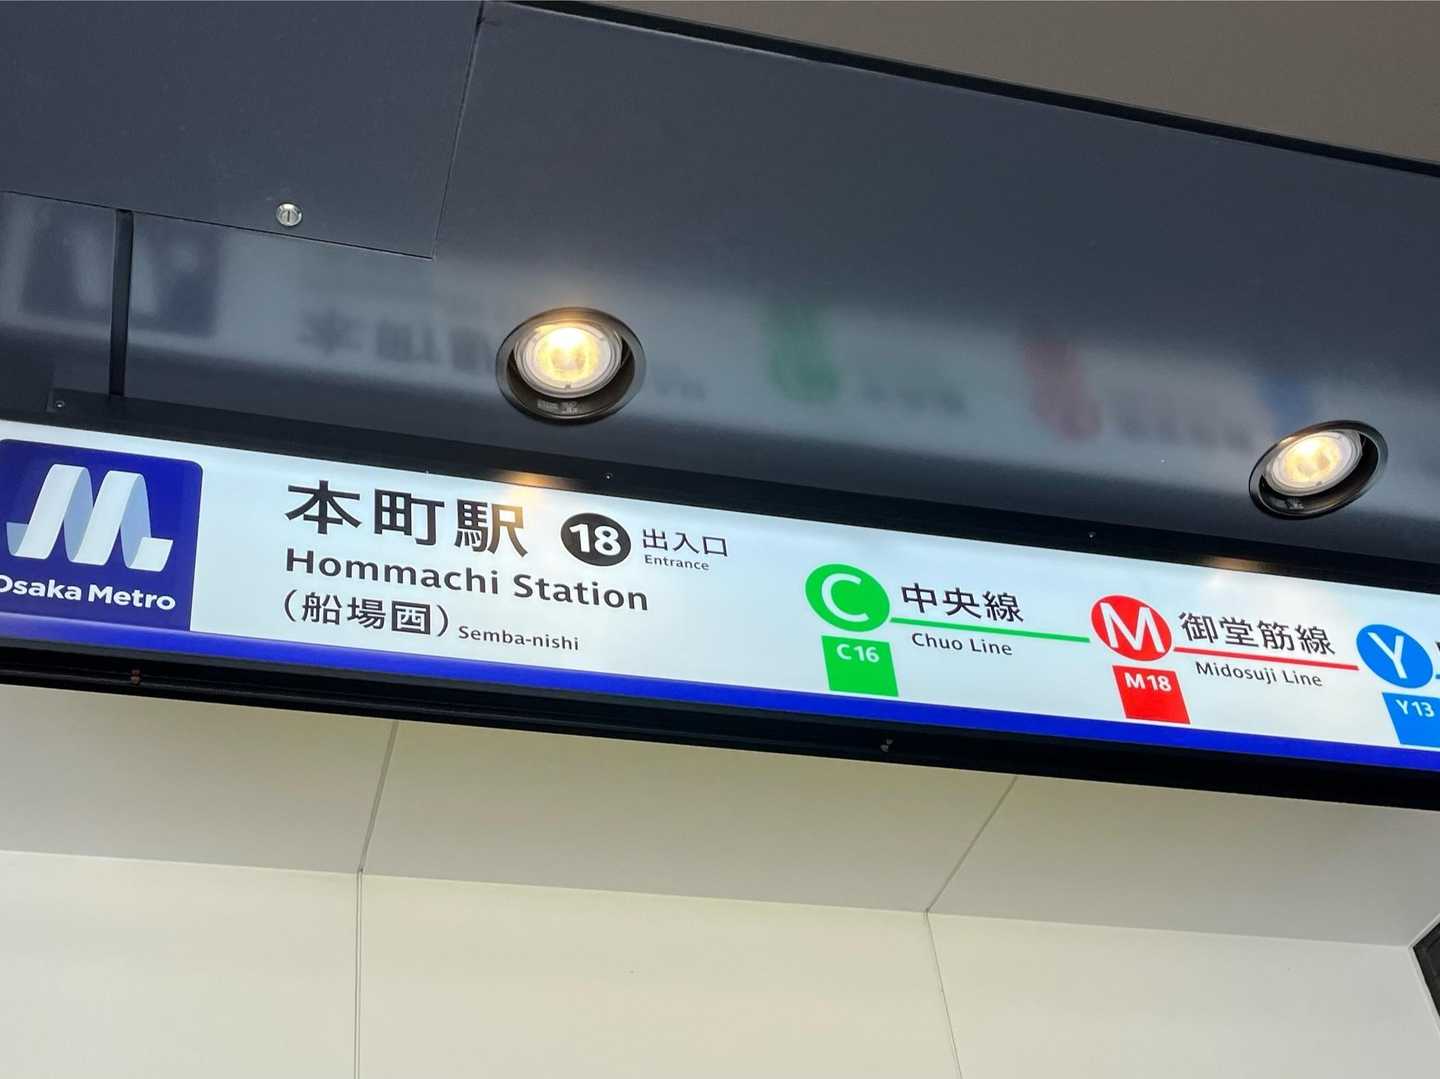 Osaka Metro
本町駅
Hommachi Station
(船場西) Semba-nishi
18 出入口
Entrance
C 中央線
Chuo Line
C16
M 御堂筋線
Midosuji Line
M18
Y
Y13